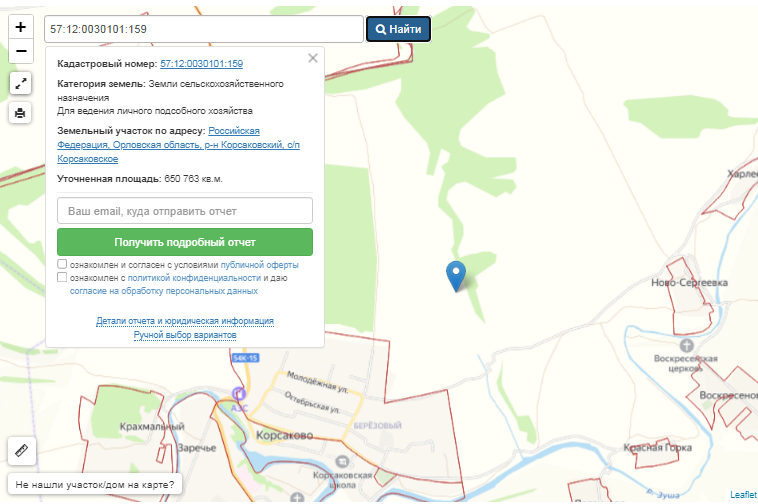 +
57:12:0030101:159
Найти
−
Кадастровый номер: 57:12:0030101:159
Категория земель: Земли сельскохозяйственного
назначения
Для ведения личного подсобного хозяйства
Земельный участок по адресу: Российская
Федерация, Орловская область, р-н Корсаковский, с/п
Корсаковское
Уточненная площадь: 650 763 кв.м.
Ваш email, куда отправить отчет
Получить подробный отчет
ознакомлен и согласен с условиями публичной оферты
ознакомлен с политикой конфиденциальности и даю
согласие на обработку персональных данных
Детали отчета и юридическая информация
Ручной выбор вариантов
Харлее
Ново-Сергеевка
54К-15
Воскресенская
церковь
Молодёжная ул.
Октябрьская ул.
АЗС
Воскресенов
Крахмальный
БЕРЁЗОВЫЙ
Корсаково
Заречье
Красная Горка
Корсаковская
школа
Не нашли участок/дом на карте?
р. Зуша
Leaflet